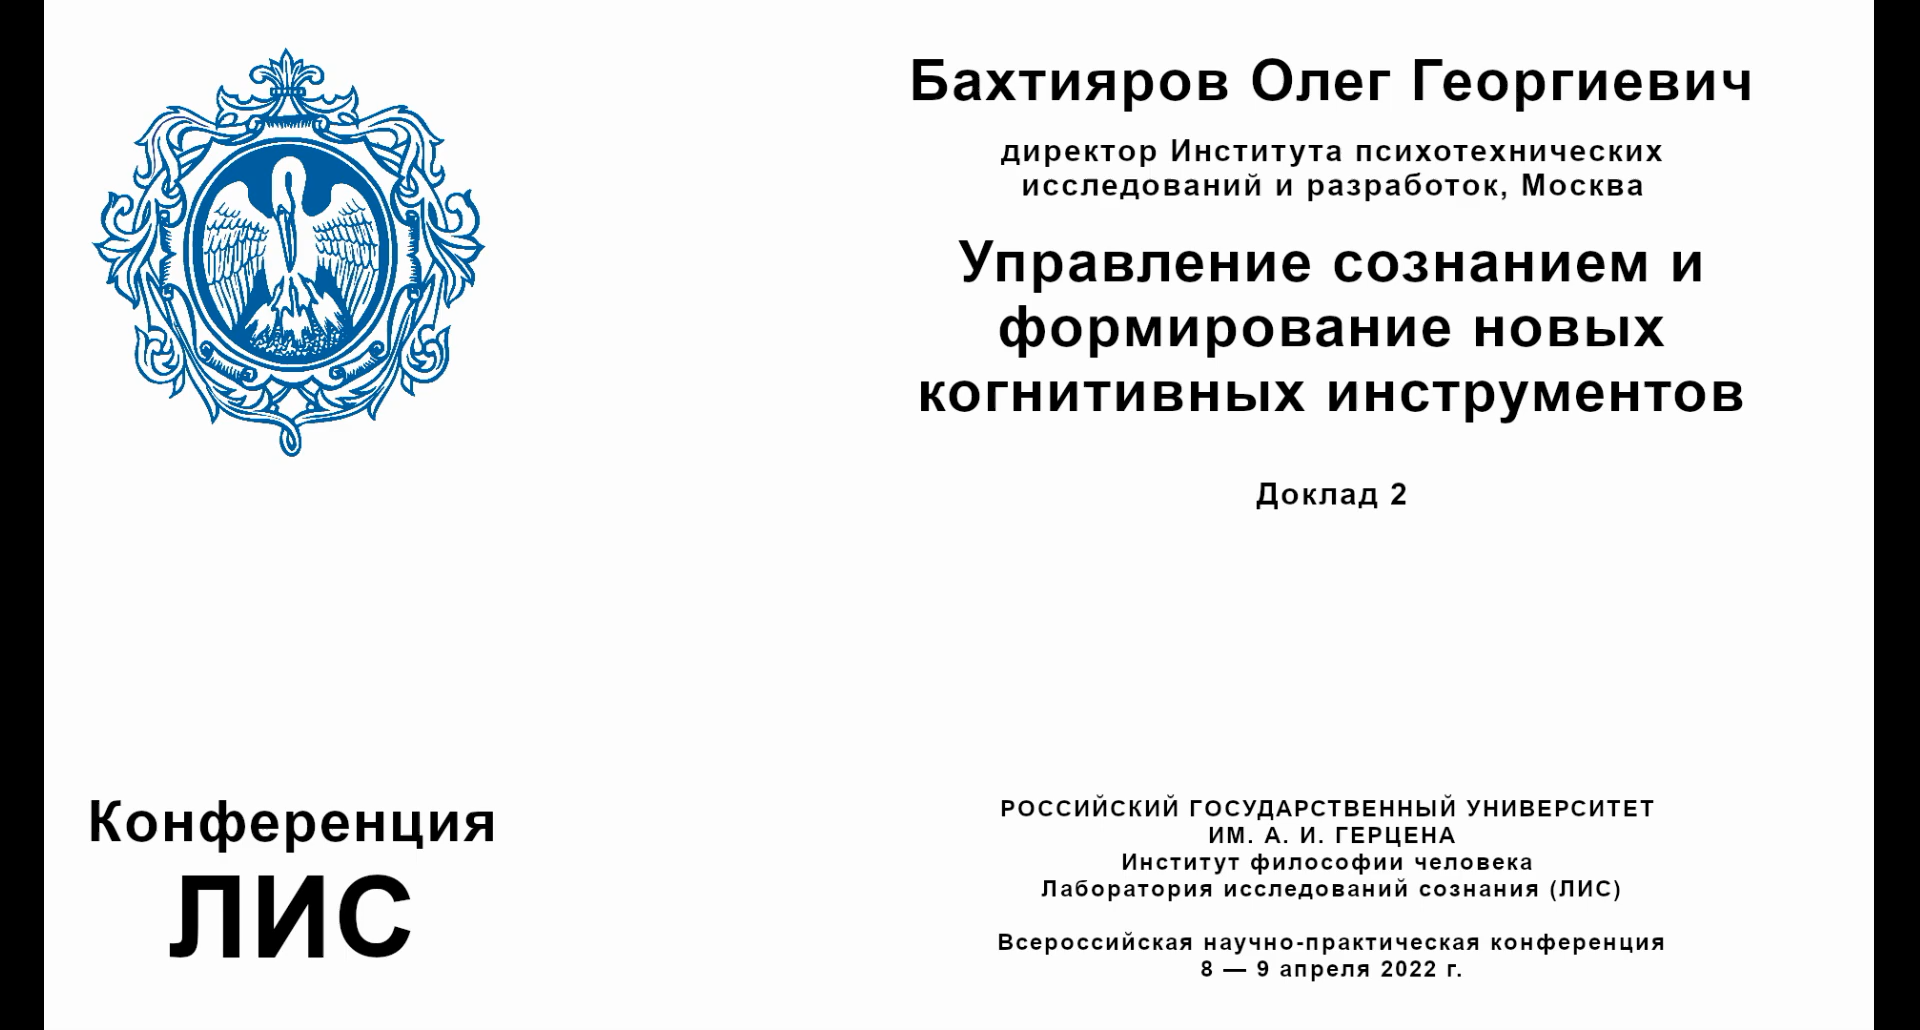 Бахтияров Олег Георгиевич
директор Института психотехнических
исследований и разработок, Москва
Управление сознанием и
формирование новых
когнитивных инструментов
Доклад 2
Конференция
ЛИС
РОССИЙСКИЙ ГОСУДАРСТВЕННЫЙ УНИВЕРСИТЕТ
ИМ. А. И. ГЕРЦЕНА
Институт философии человека
Лаборатория исследований сознания (ЛИС)
Всероссийская научно-практическая конференция
8 — 9 апреля 2022 г.